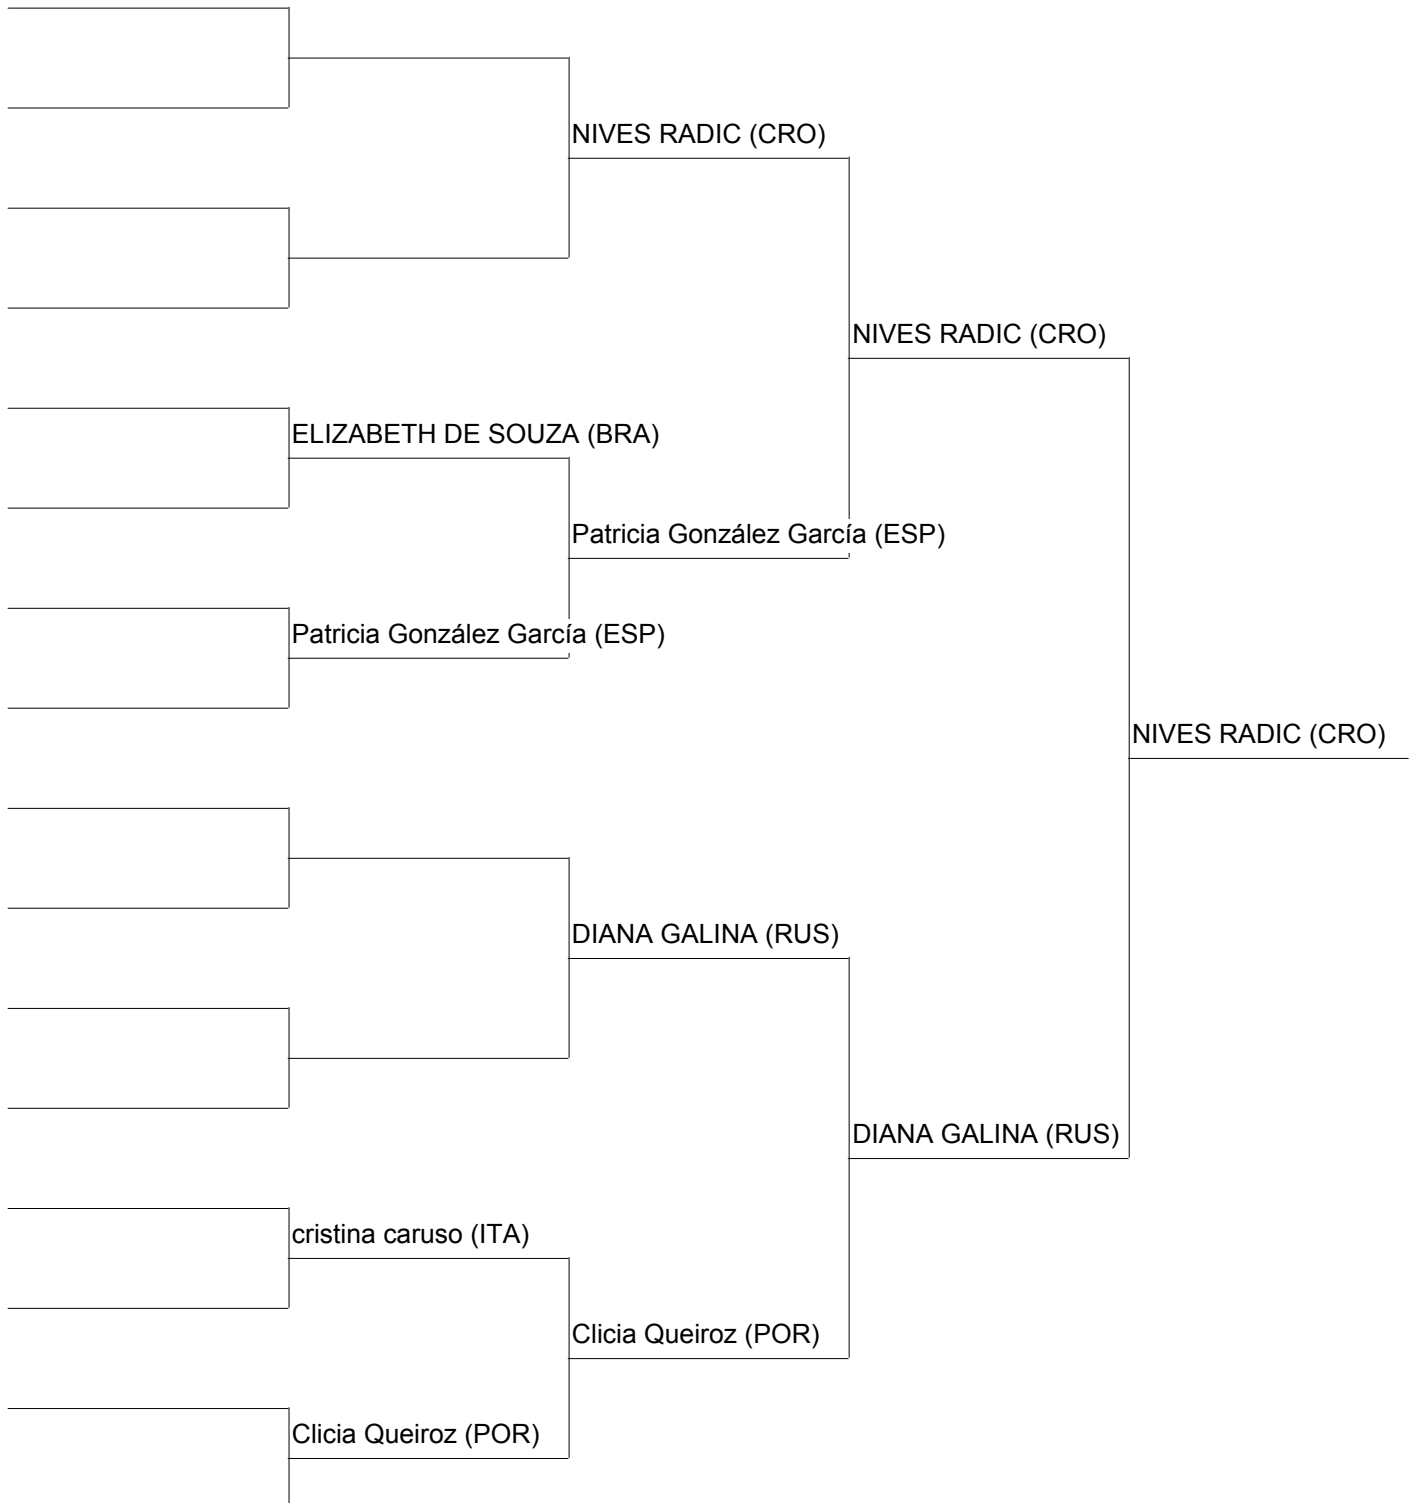 NIVES RADIC (CRO)
NIVES RADIC (CRO)
ELIZABETH DE SOUZA (BRA)
Patricia González García (ESP)
Patricia González García (ESP)
NIVES RADIC (CRO)
DIANA GALINA (RUS)
DIANA GALINA (RUS)
cristina caruso (ITA)
Clicia Queiroz (POR)
Clicia Queiroz (POR)